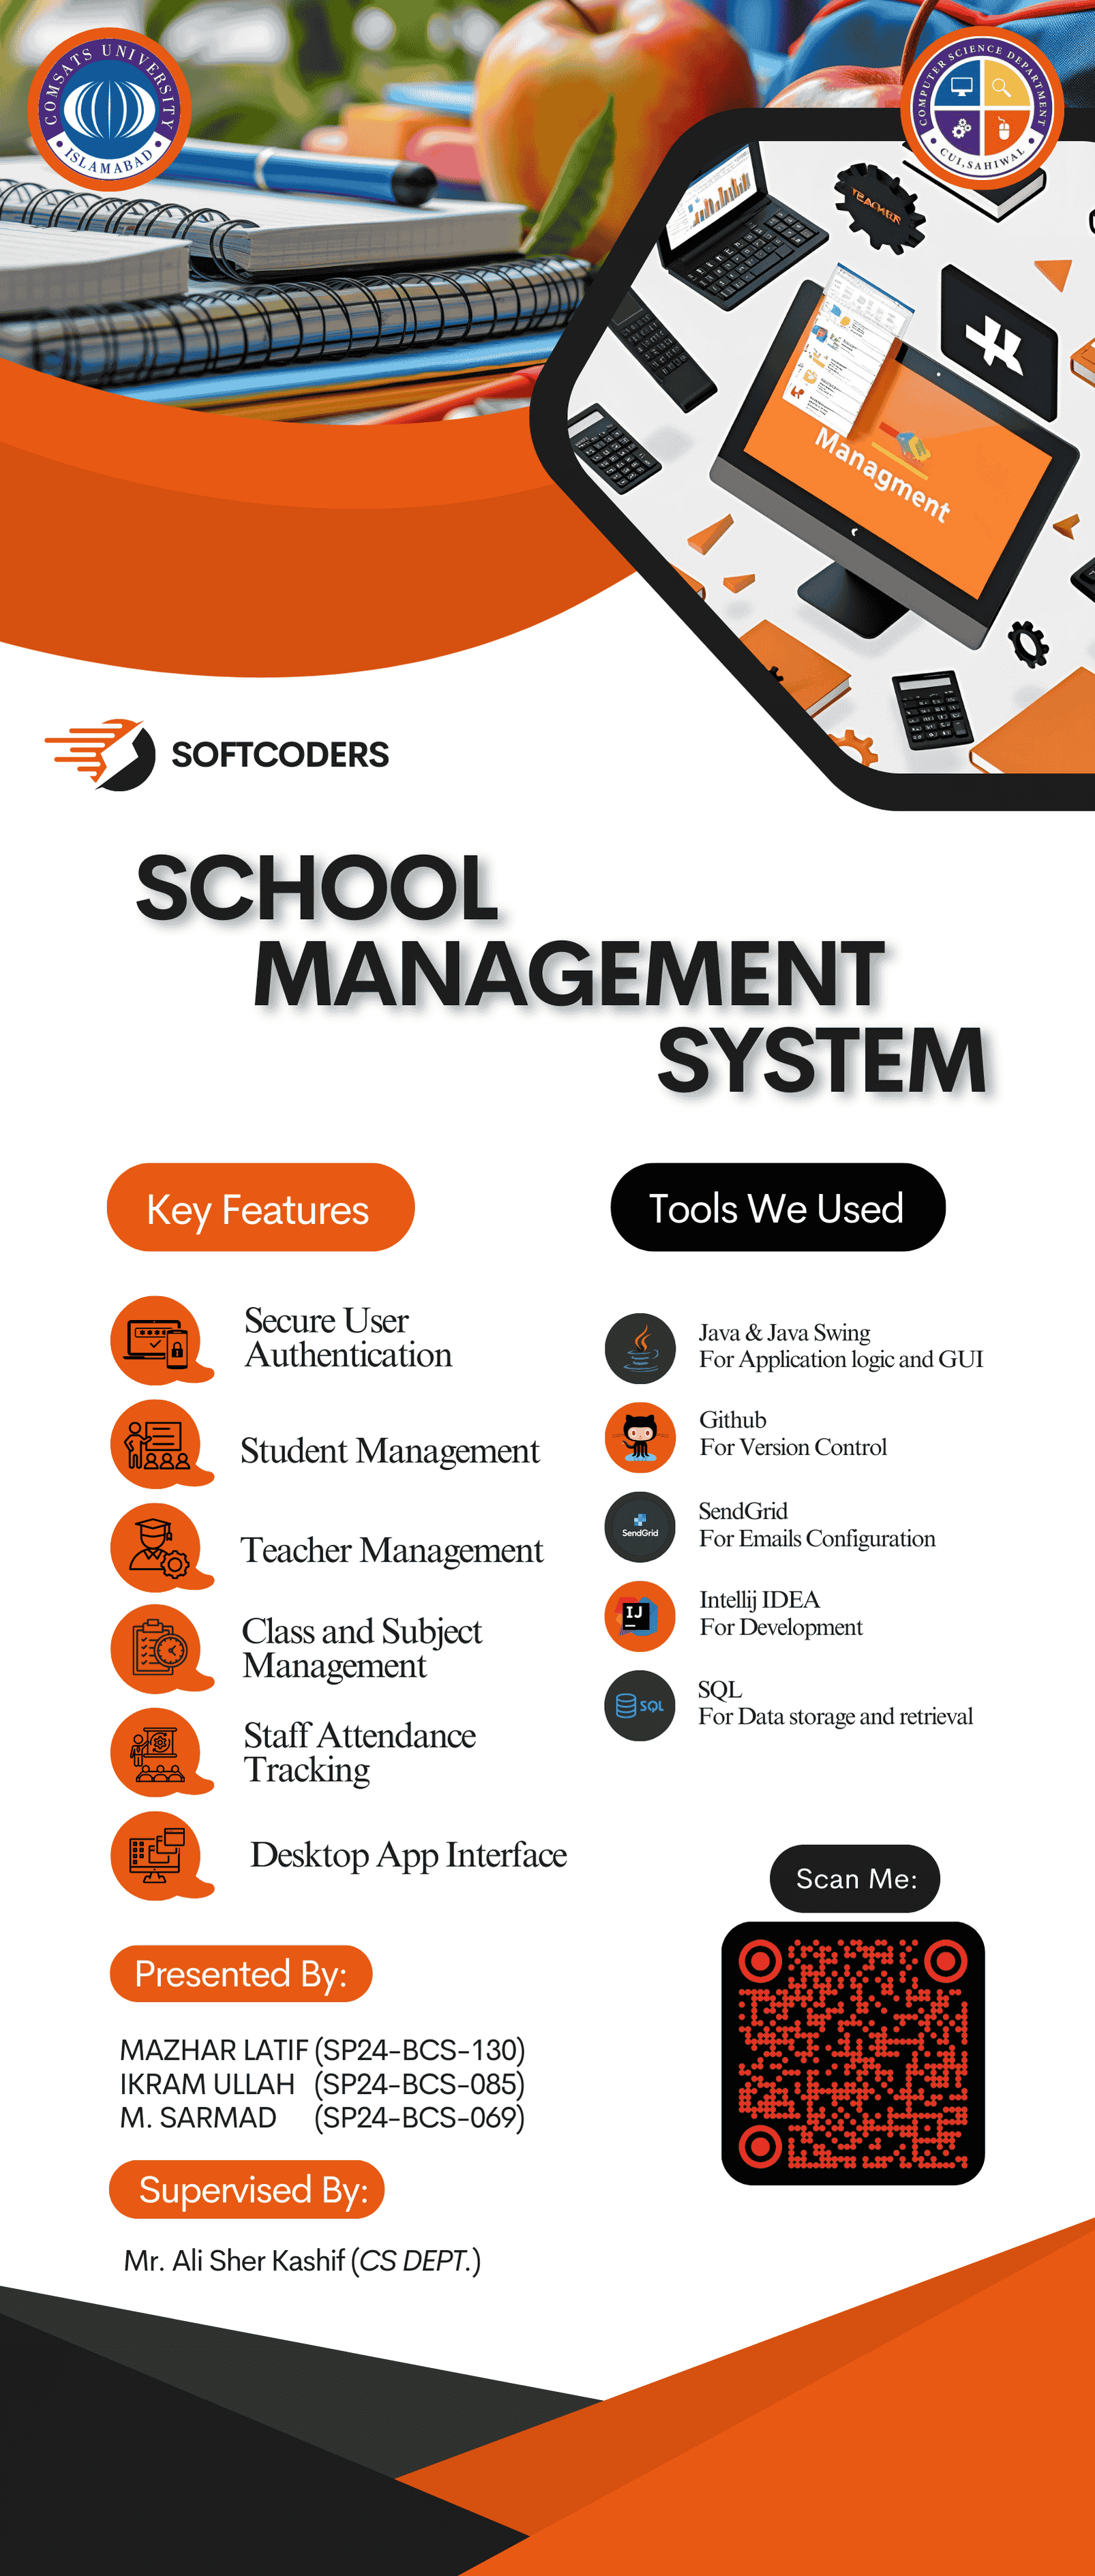 COMSATS UNIVERSITY
ISLAMABAD
COMPUTER SCIENCE DEPARTMENT
CUI, SAHIWAL
TEACHER
Managment
SOFTCODERS
SCHOOL
MANAGEMENT
SYSTEM
Key Features
Secure User
Authentication
Student Management
Teacher Management
Class and Subject
Management
Staff Attendance
Tracking
Desktop App Interface
Tools We Used
Java & Java Swing
For Application logic and GUI
Github
For Version Control
SendGrid
SendGrid
For Emails Configuration
IJ
Intellij IDEA
For Development
SQL
SQL
For Data storage and retrieval
Scan Me:
Presented By:
MAZHAR LATIF (SP24-BCS-130)
IKRAM ULLAH (SP24-BCS-085)
M. SARMAD (SP24-BCS-069)
Supervised By:
Mr. Ali Sher Kashif (CS DEPT.)